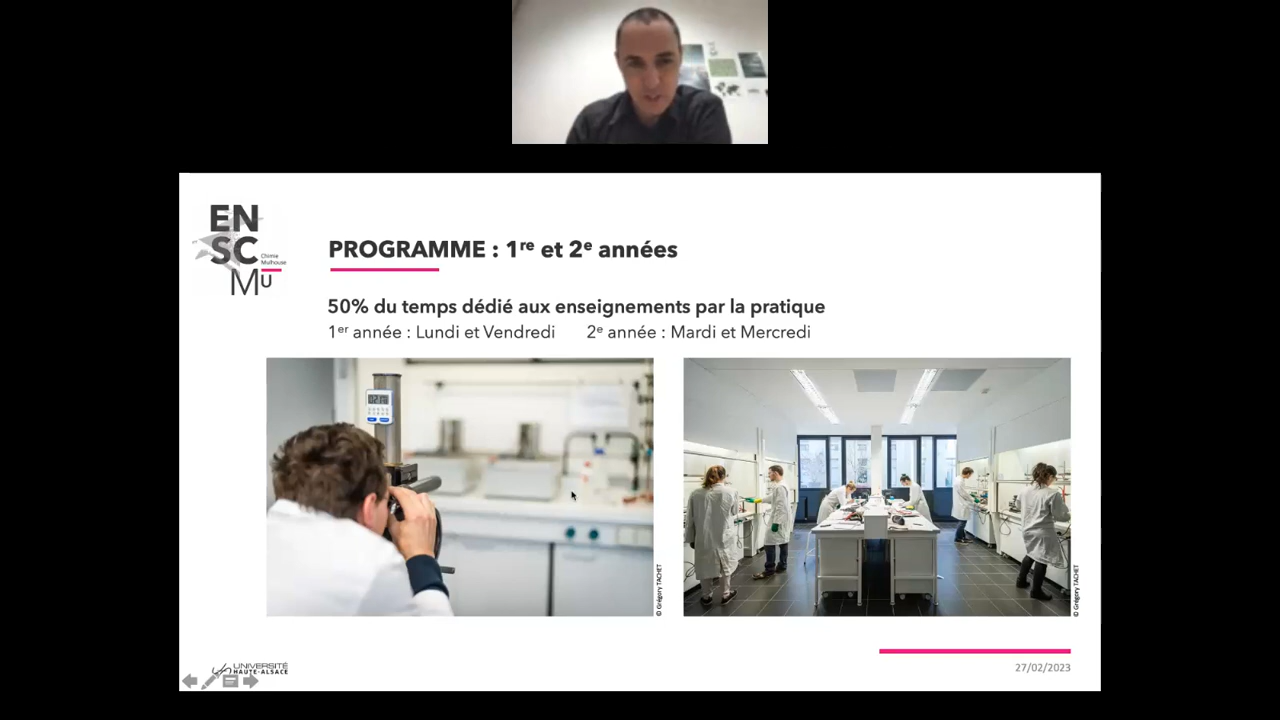 EN
SC
Chimie
Mulhouse
MU
PROGRAMME : 1re et 2e années
50% du temps dédié aux enseignements par la pratique
1er année : Lundi et Vendredi 2e année : Mardi et Mercredi
© Grégory TACHET
© Grégory TACHET
UNIVERSITÉ
HAUTE-ALSACE
27/02/2023